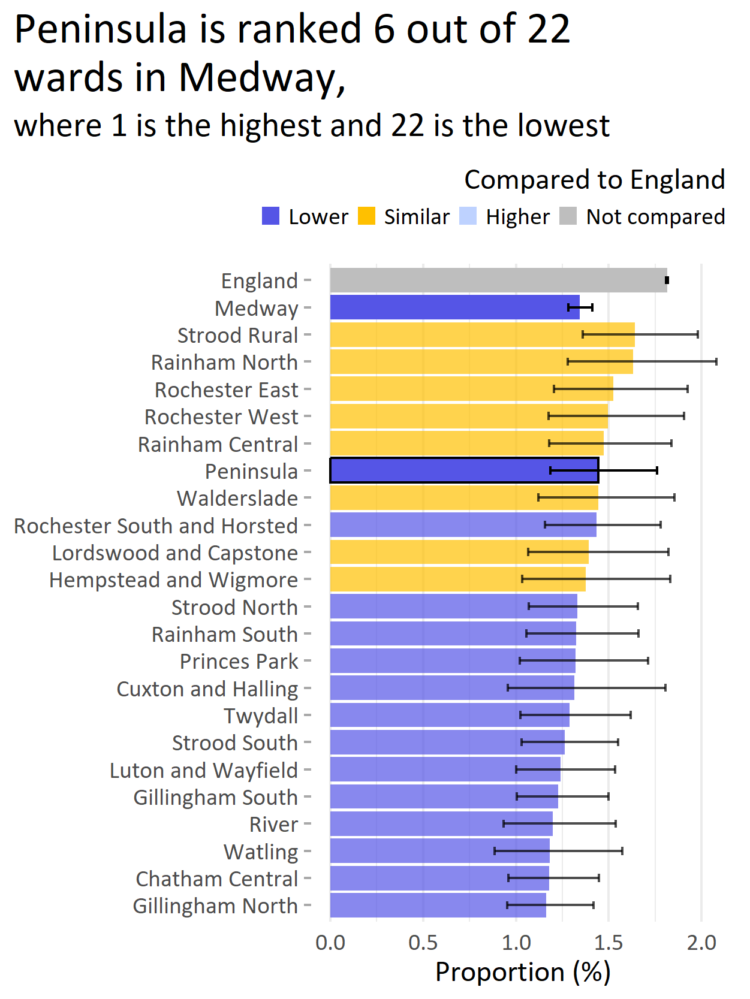 Peninsula is ranked 6 out of 22
wards in Medway,
where 1 is the highest and 22 is the lowest
Compared to England
Lower Similar Higher Not compared
England
Medway
Strood Rural
Rainham North
Rochester East
Rochester West
Rainham Central
Peninsula
Walderslade
Rochester South and Horsted
Lordswood and Capstone
Hempstead and Wigmore
Strood North
Rainham South
Princes Park
Cuxton and Halling
Twydall
Strood South
Luton and Wayfield
Gillingham South
River
Watling
Chatham Central
Gillingham North
0.0 0.5 1.0 1.5 2.0
Proportion (%)